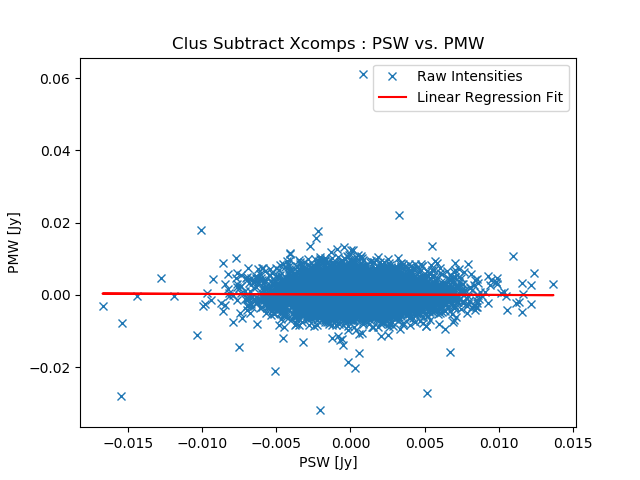 Clus Subtract Xcomps : PSW vs. PMW
Raw Intensities
Linear Regression Fit
0.06
0.04
0.02
0.00
−0.02
PMW [Jy]
−0.015
−0.010
−0.005
0.000
0.005
0.010
0.015
PSW [Jy]